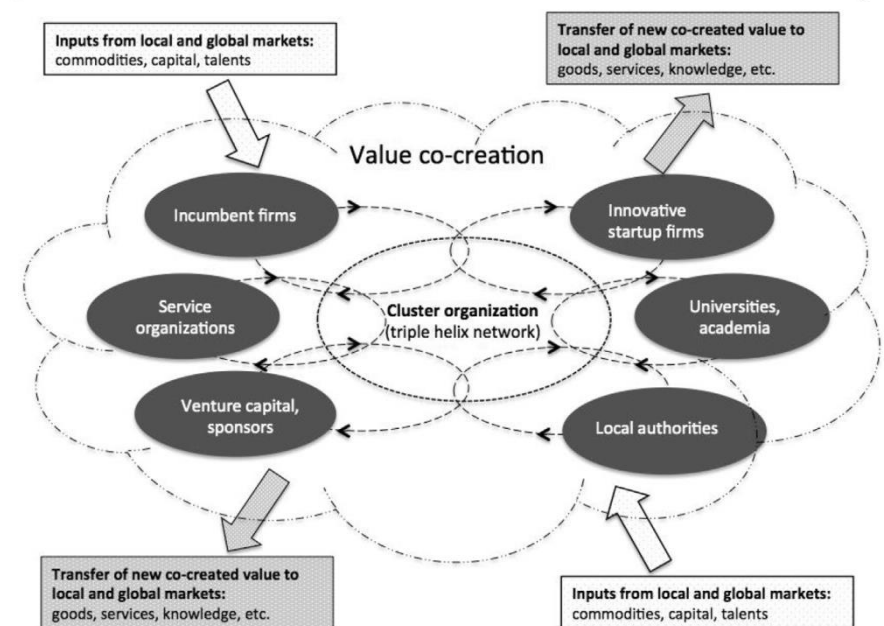 Inputs from local and global markets:
commodities, capital, talents
Transfer of new co-created value to
local and global markets:
goods, services, knowledge, etc.
Value co-creation
Incumbent firms
Innovative
startup firms
Service
organizations
Cluster organization
(triple helix network)
Universities,
academia
Venture capital,
sponsors
Local authorities
Transfer of new co-created value to
local and global markets:
goods, services, knowledge, etc.
Inputs from local and global markets:
commodities, capital, talents